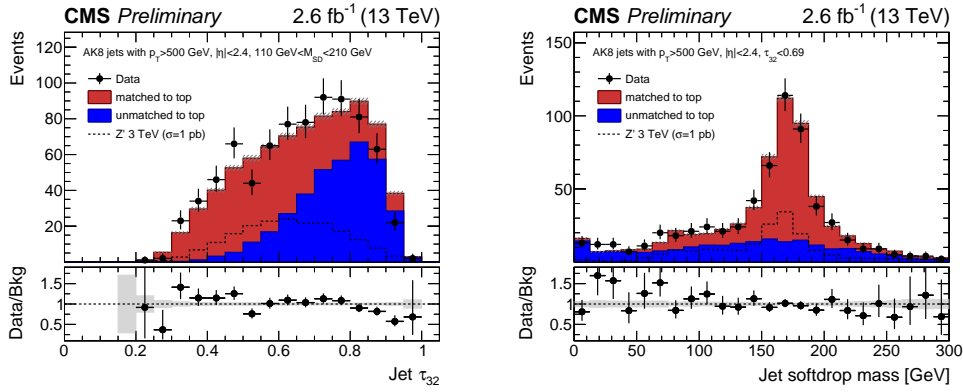 CMS Preliminary 2.6 fb⁻¹ (13 TeV)
Events
120
100
80
60
40
20
AK8 jets with p_T>500 GeV, |η|<2.4, 110 GeV<M_SD<210 GeV
Data
matched to top
unmatched to top
Z' 3 TeV (σ=1 pb)
Data/Bkg
1.5
1
0.5
0 0.2 0.4 0.6 0.8 1
Jet τ₃₂
CMS Preliminary 2.6 fb⁻¹ (13 TeV)
Events
150
100
50
AK8 jets with p_T>500 GeV, |η|<2.4, τ₃₂<0.69
Data
matched to top
unmatched to top
Z' 3 TeV (σ=1 pb)
Data/Bkg
1.5
1
0.5
0 50 100 150 200 250 300
Jet softdrop mass [GeV]